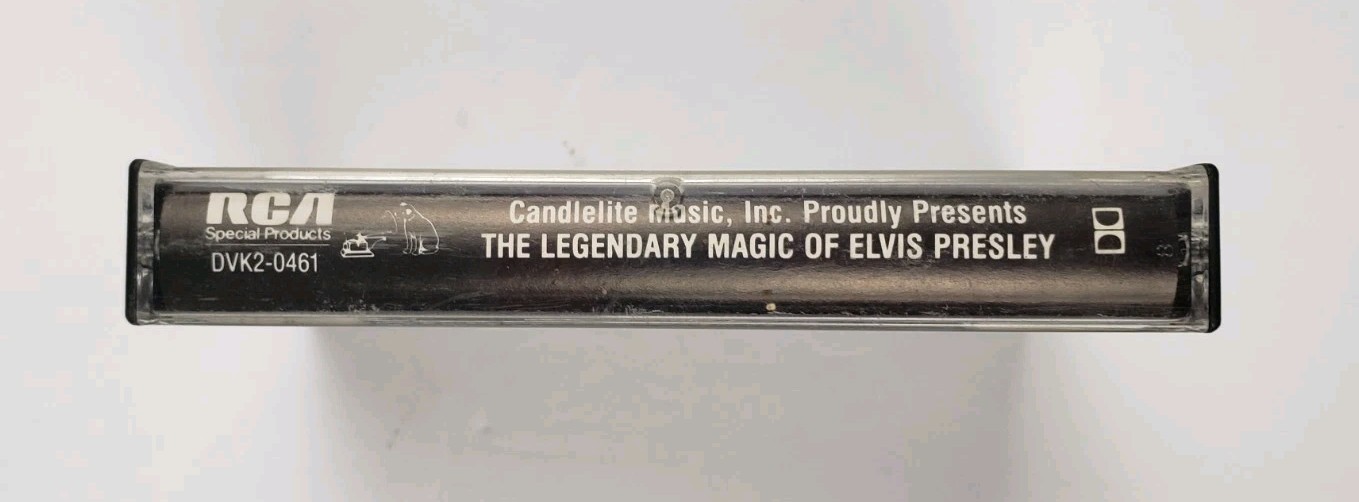 RCA
Special Products
DVK2-0461
Candlelite Music, Inc. Proudly Presents
THE LEGENDARY MAGIC OF ELVIS PRESLEY